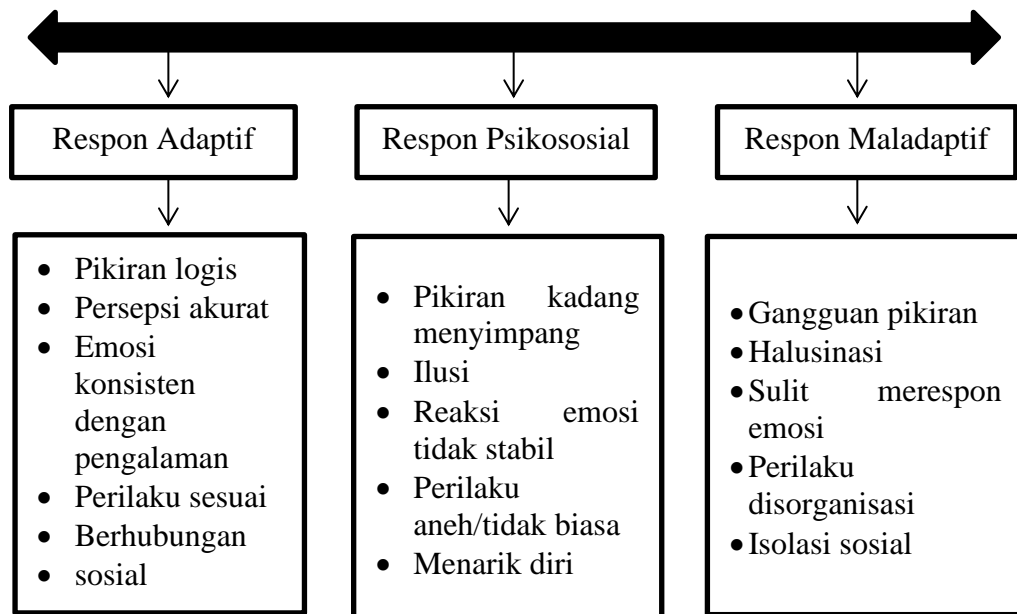 Respon Adaptif
Respon Psikososial
Respon Maladaptif
• Pikiran logis
• Persepsi akurat
• Emosi
konsisten
dengan
pengalaman
• Perilaku sesuai
• Berhubungan
• sosial
• Pikiran kadang
menyimpang
• Ilusi
• Reaksi emosi
tidak stabil
• Perilaku
aneh/tidak biasa
• Menarik diri
• Gangguan pikiran
• Halusinasi
• Sulit merespon
emosi
• Perilaku
disorganisasi
• Isolasi sosial